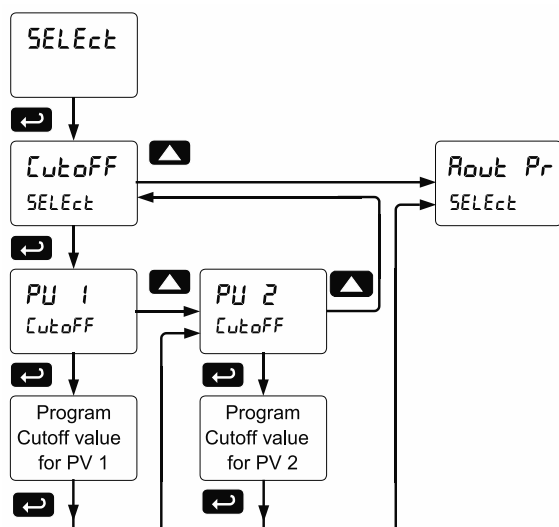 SELEct
CutoFF
SELEct
Aout Pr
SELEct
PU 1
CutoFF
PU 2
CutoFF
Program
Cutoff value
for PV 1
Program
Cutoff value
for PV 2